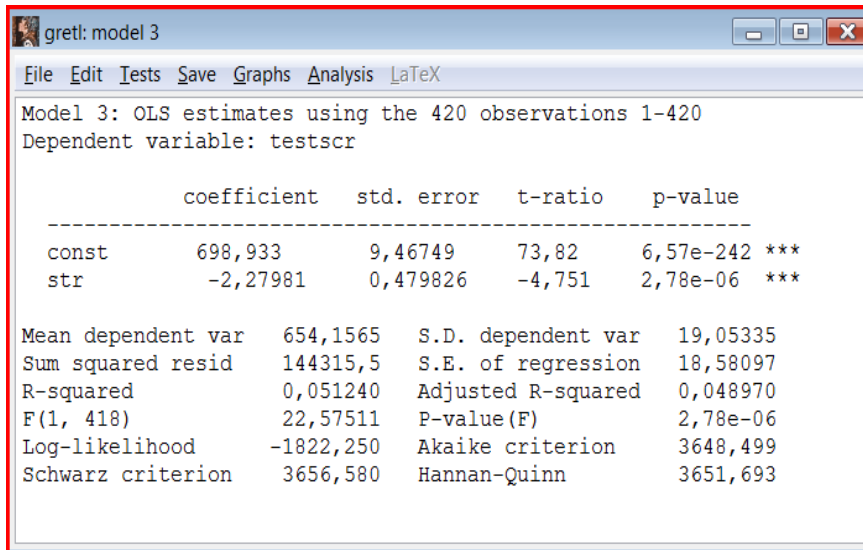 gretl: model 3
File Edit Tests Save Graphs Analysis LaTeX
Model 3: OLS estimates using the 420 observations 1-420
Dependent variable: testscr
coefficient std. error t-ratio p-value
---------------------------------------------------------
const 698,933 9,46749 73,82 6,57e-242 ***
str -2,27981 0,479826 -4,751 2,78e-06 ***
Mean dependent var 654,1565 S.D. dependent var 19,05335
Sum squared resid 144315,5 S.E. of regression 18,58097
R-squared 0,051240 Adjusted R-squared 0,048970
F(1, 418) 22,57511 P-value(F) 2,78e-06
Log-likelihood -1822,250 Akaike criterion 3648,499
Schwarz criterion 3656,580 Hannan-Quinn 3651,693